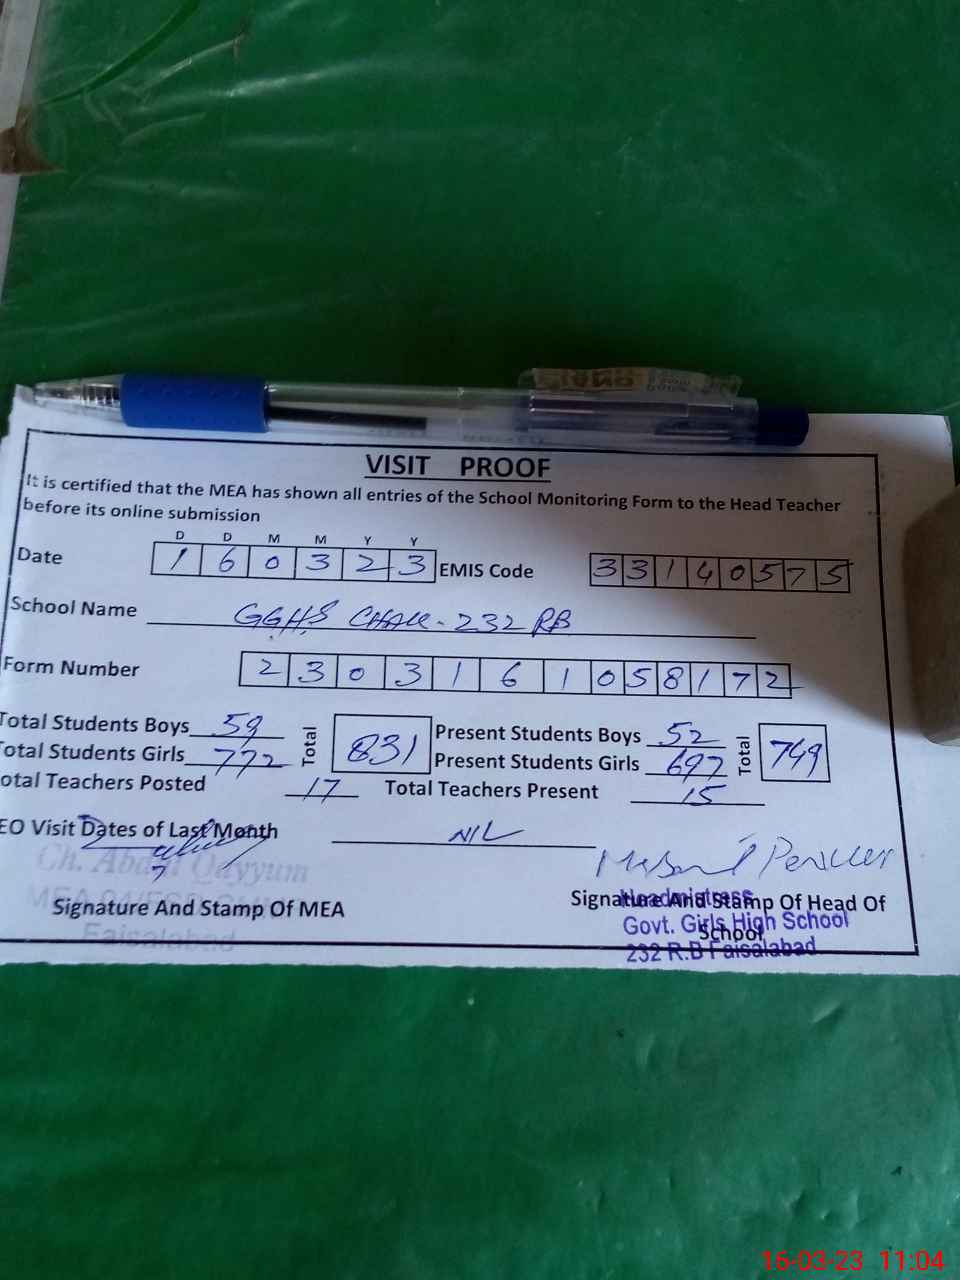 VISIT PROOF
It is certified that the MEA has shown all entries of the School Monitoring Form to the Head Teacher
before its online submission
D D M M Y Y
Date 1 6 0 3 2 3 EMIS Code 3 3 1 4 0 5 7 5
School Name GGHS CHAK-232 RB
Form Number 2 3 0 3 1 6 1 0 5 8 1 7 2
Total Students Boys 59 Total 831 Present Students Boys 52 Total 749
Total Students Girls 772 Present Students Girls 697
otal Teachers Posted 17 Total Teachers Present 15
EO Visit Dates of Last Month NIL
Ch. Abdul Qayyum
MEA
Faisalabad
Signature And Stamp Of MEA
Signature And Stamp Of Head Of
School
Headmistress
Govt. Girls High School
232 R.B Faisalabad
16-03-23 11:04